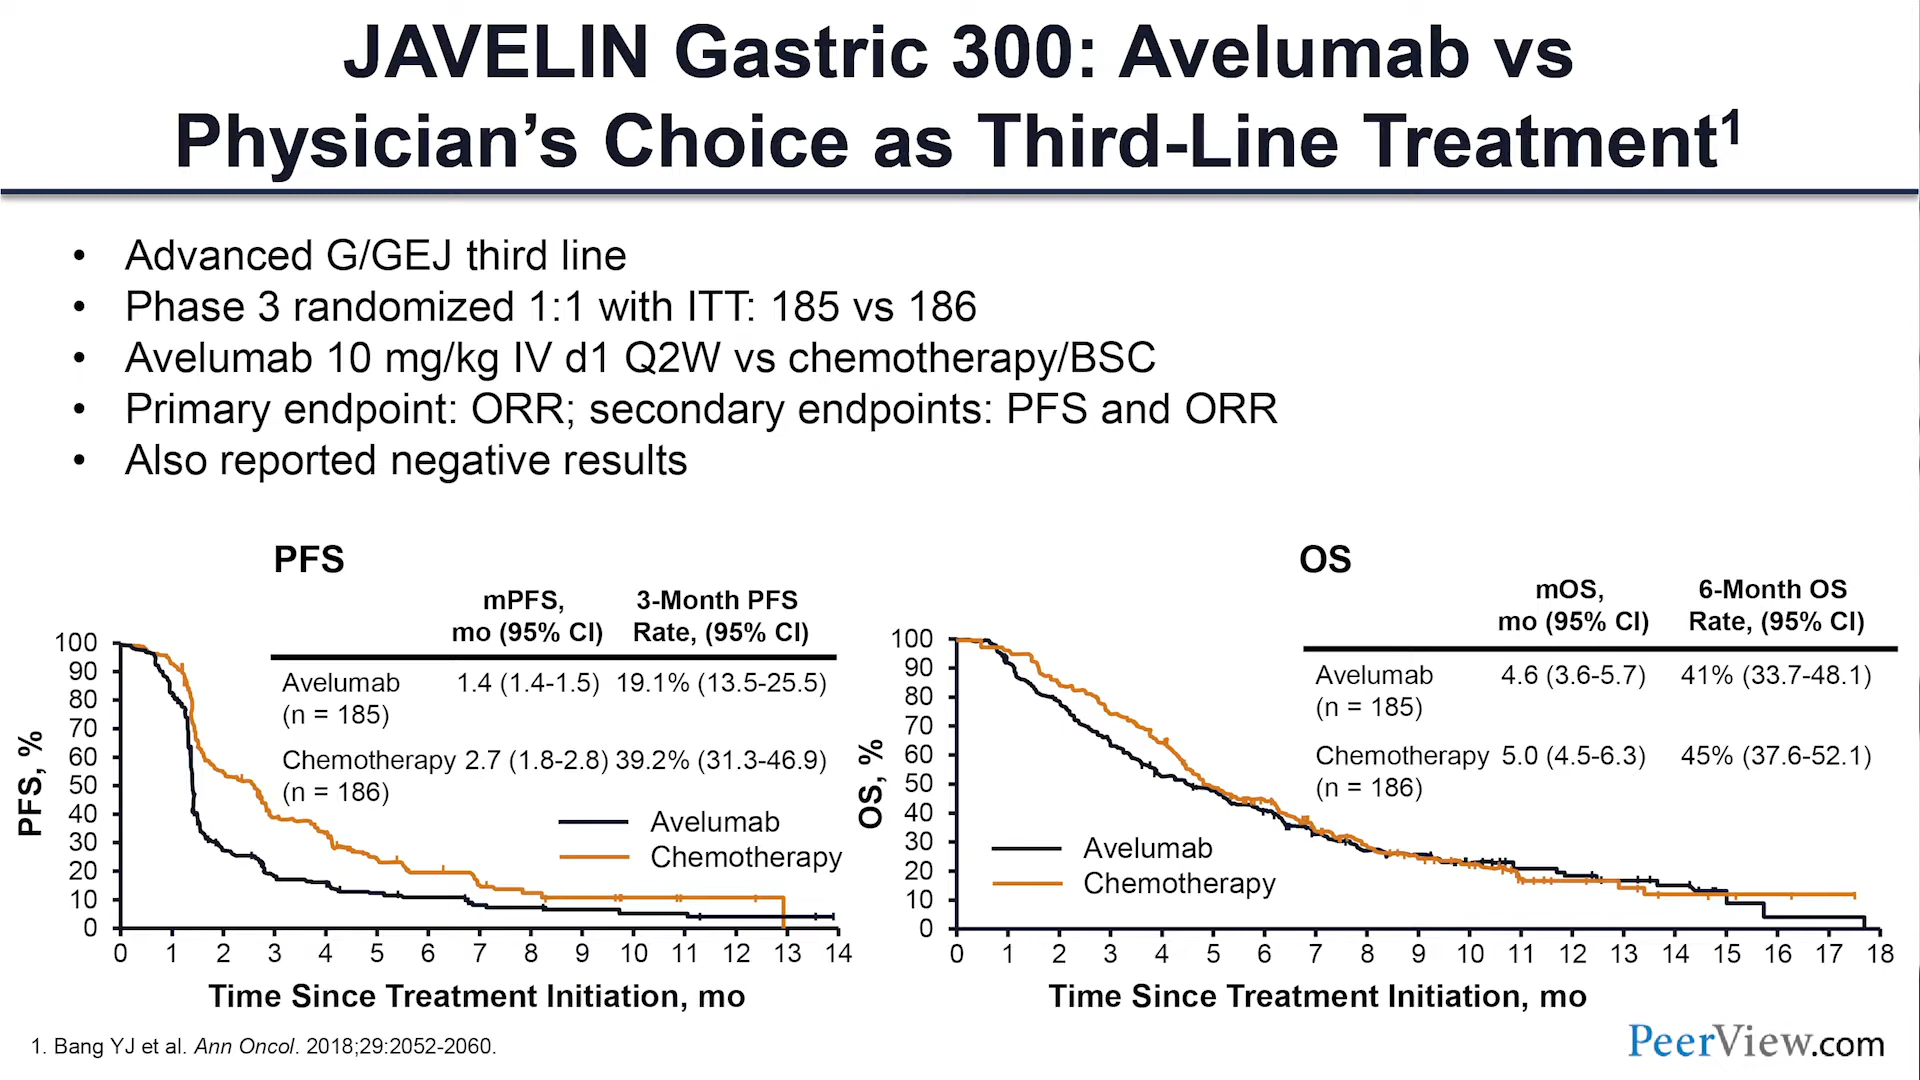 JAVELIN Gastric 300: Avelumab vs
Physician’s Choice as Third-Line Treatment1
• Advanced G/GEJ third line
• Phase 3 randomized 1:1 with ITT: 185 vs 186
• Avelumab 10 mg/kg IV d1 Q2W vs chemotherapy/BSC
• Primary endpoint: ORR; secondary endpoints: PFS and ORR
• Also reported negative results
PFS
mPFS, 3-Month PFS
mo (95% CI) Rate, (95% CI)
Avelumab 1.4 (1.4-1.5) 19.1% (13.5-25.5)
(n = 185)
Chemotherapy 2.7 (1.8-2.8) 39.2% (31.3-46.9)
(n = 186)
Avelumab
Chemotherapy
PFS, %
100
90
80
70
60
50
40
30
20
10
0
0 1 2 3 4 5 6 7 8 9 10 11 12 13 14
Time Since Treatment Initiation, mo
OS
mOS, 6-Month OS
mo (95% CI) Rate, (95% CI)
Avelumab 4.6 (3.6-5.7) 41% (33.7-48.1)
(n = 185)
Chemotherapy 5.0 (4.5-6.3) 45% (37.6-52.1)
(n = 186)
Avelumab
Chemotherapy
OS, %
100
90
80
70
60
50
40
30
20
10
0
0 1 2 3 4 5 6 7 8 9 10 11 12 13 14 15 16 17 18
Time Since Treatment Initiation, mo
1. Bang YJ et al. Ann Oncol. 2018;29:2052-2060.
PeerView.com